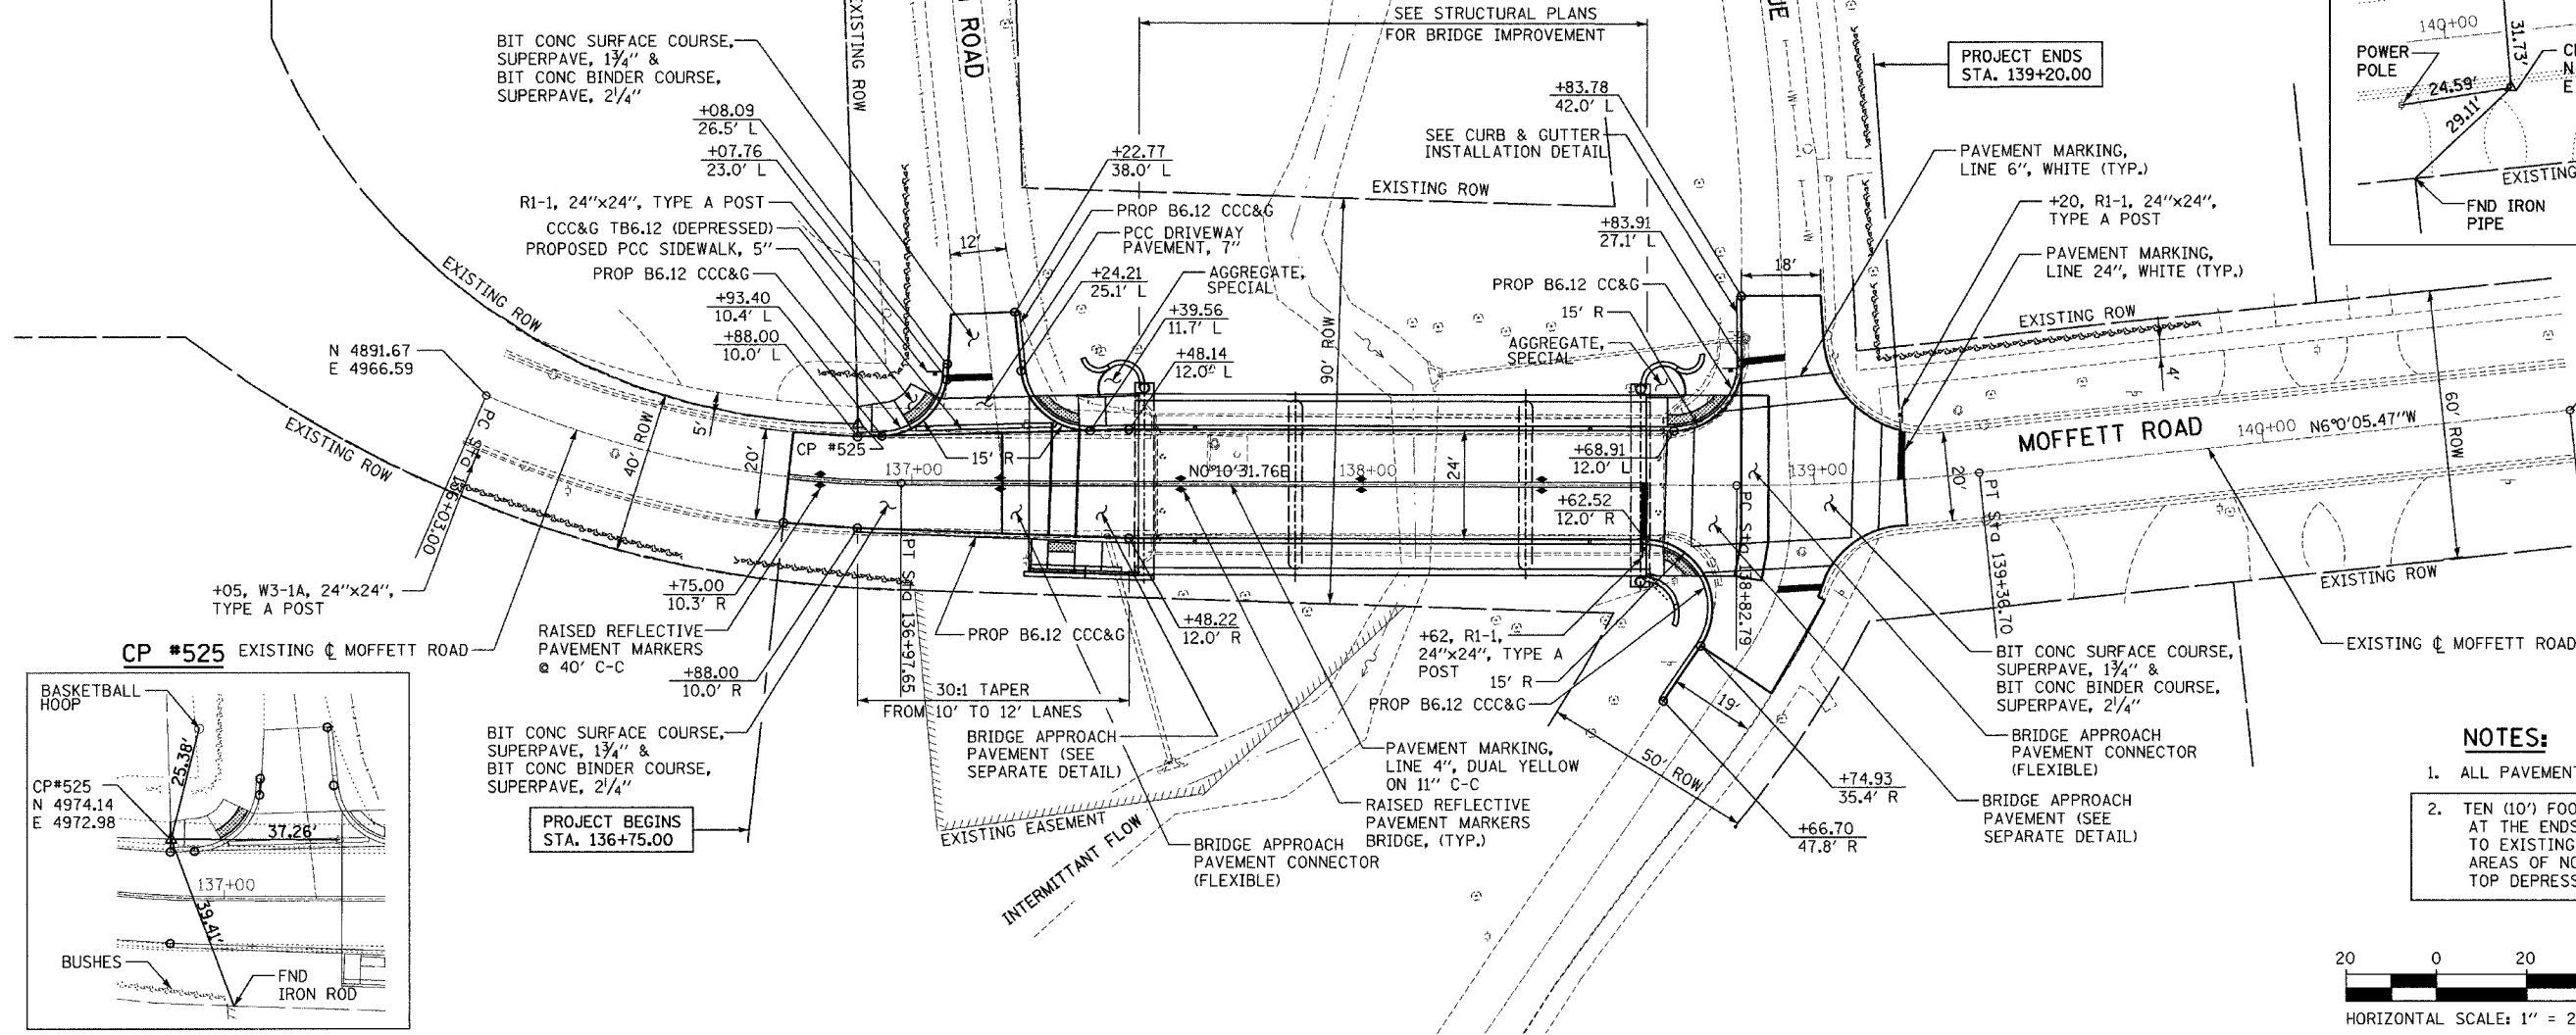 BIT CONC SURFACE COURSE,
SUPERPAVE, 1¾" &
BIT CONC BINDER COURSE,
SUPERPAVE, 2¼"
+08.09
26.5' L
+07.76
23.0' L
R1-1, 24"x24", TYPE A POST
CCC&G TB6.12 (DEPRESSED)
PROPOSED PCC SIDEWALK, 5"
PROP B6.12 CCC&G
+93.40
10.4' L
+88.00
10.0' L
EXISTING ROW
ROAD
12'
+22.77
38.0' L
PROP B6.12 CCC&G
PCC DRIVEWAY
PAVEMENT, 7"
+24.21
25.1' L
AGGREGATE,
SPECIAL
+39.56
11.7' L
+48.14
12.0' L
SEE STRUCTURAL PLANS
FOR BRIDGE IMPROVEMENT
EXISTING ROW
90' ROW
+83.78
42.0' L
SEE CURB & GUTTER
INSTALLATION DETAIL
+83.91
27.1' L
PROP B6.12 CC&G
15' R
AGGREGATE,
SPECIAL
18'
PROJECT ENDS
STA. 139+20.00
PAVEMENT MARKING,
LINE 6", WHITE (TYP.)
+20, R1-1, 24"x24",
TYPE A POST
PAVEMENT MARKING,
LINE 24", WHITE (TYP.)
140+00
31.73'
POWER
POLE
24.59'
29.11'
EXISTING
FND IRON
PIPE
EXISTING ROW
EXISTING ROW
N 4891.67
E 4966.59
PC Sta 136+03.00
5'
40' ROW
20'
CP #525
137+00
15' R
N0°10'31.76E
138+00
24'
+68.91
12.0' L
+62.52
12.0' R
139+00
EXISTING ROW
4'
MOFFETT ROAD
140+00
N6°0'05.47"W
60' ROW
20'
PT Sta 139+36.70
EXISTING ROW
PC Sta 138+82.79
PT Sta 136+97.65
+05, W3-1A, 24"x24",
TYPE A POST
EXISTING ℄ MOFFETT ROAD
RAISED REFLECTIVE
PAVEMENT MARKERS
@ 40' C-C
+75.00
10.3' R
+88.00
10.0' R
30:1 TAPER
FROM 10' TO 12' LANES
PROP B6.12 CCC&G
+48.22
12.0' R
BIT CONC SURFACE COURSE,
SUPERPAVE, 1¾" &
BIT CONC BINDER COURSE,
SUPERPAVE, 2¼"
PROJECT BEGINS
STA. 136+75.00
BRIDGE APPROACH
PAVEMENT (SEE
SEPARATE DETAIL)
EXISTING EASEMENT
INTERMITTANT FLOW
BRIDGE APPROACH
PAVEMENT CONNECTOR
(FLEXIBLE)
+62, R1-1,
24"x24", TYPE A
POST
15' R
PROP B6.12 CCC&G
PAVEMENT MARKING,
LINE 4", DUAL YELLOW
ON 11" C-C
RAISED REFLECTIVE
PAVEMENT MARKERS
BRIDGE, (TYP.)
19'
50' ROW
+74.93
35.4' R
+66.70
47.8' R
BIT CONC SURFACE COURSE,
SUPERPAVE, 1¾" &
BIT CONC BINDER COURSE,
SUPERPAVE, 2¼"
BRIDGE APPROACH
PAVEMENT CONNECTOR
(FLEXIBLE)
BRIDGE APPROACH
PAVEMENT (SEE
SEPARATE DETAIL)
EXISTING ℄ MOFFETT ROAD
CP #525
BASKETBALL
HOOP
25.38'
CP#525
N 4974.14
E 4972.98
37.26'
137+00
39.41'
BUSHES
FND
IRON ROD
NOTES:
1. ALL PAVEMENT
2. TEN (10') FOO
AT THE ENDS
TO EXISTING
AREAS OF NO
TOP DEPRESS
20 0 20
HORIZONTAL SCALE: 1" = 2